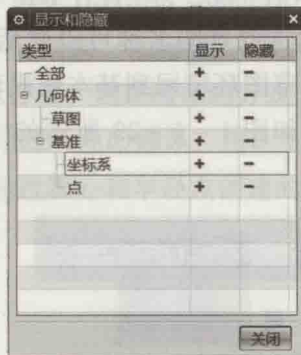 显示和隐藏
类型 显示 隐藏
全部 + −
几何体 + −
草图 + −
基准 + −
坐标系 + −
点 + −
关闭